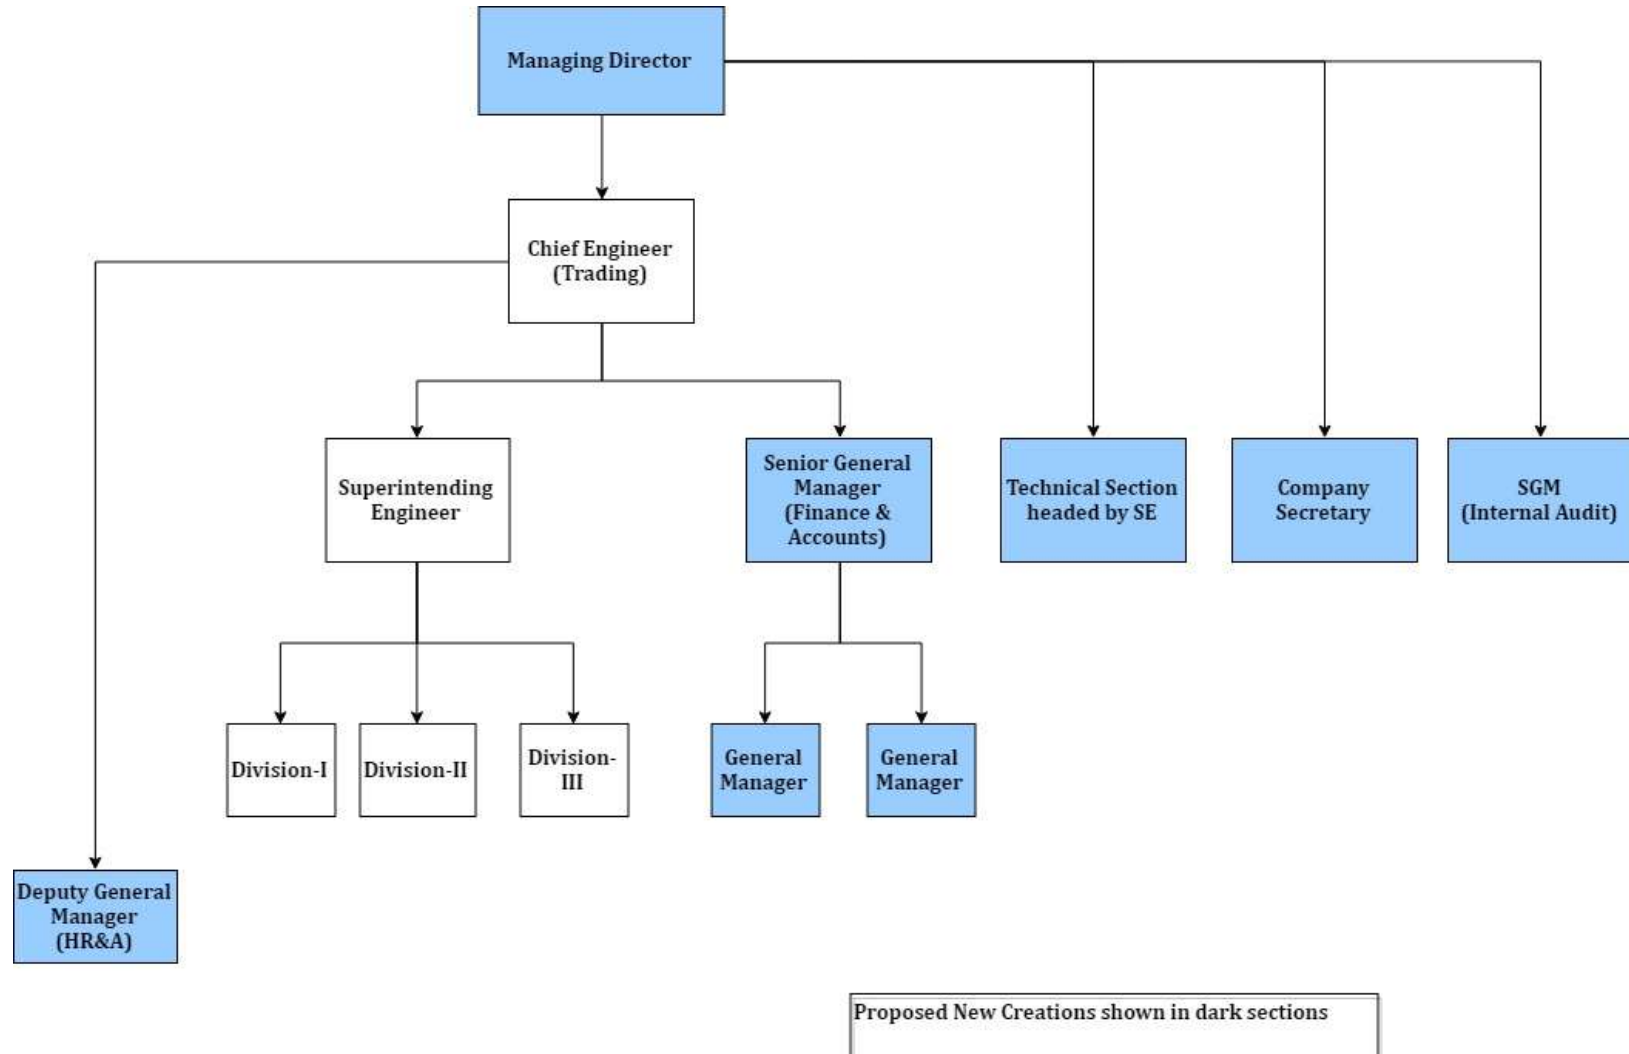 Managing Director
Chief Engineer
(Trading)
Superintending
Engineer
Senior General
Manager
(Finance &
Accounts)
Technical Section
headed by SE
Company
Secretary
SGM
(Internal Audit)
Division-I
Division-II
Division-
III
General
Manager
General
Manager
Deputy General
Manager
(HR&A)
Proposed New Creations shown in dark sections